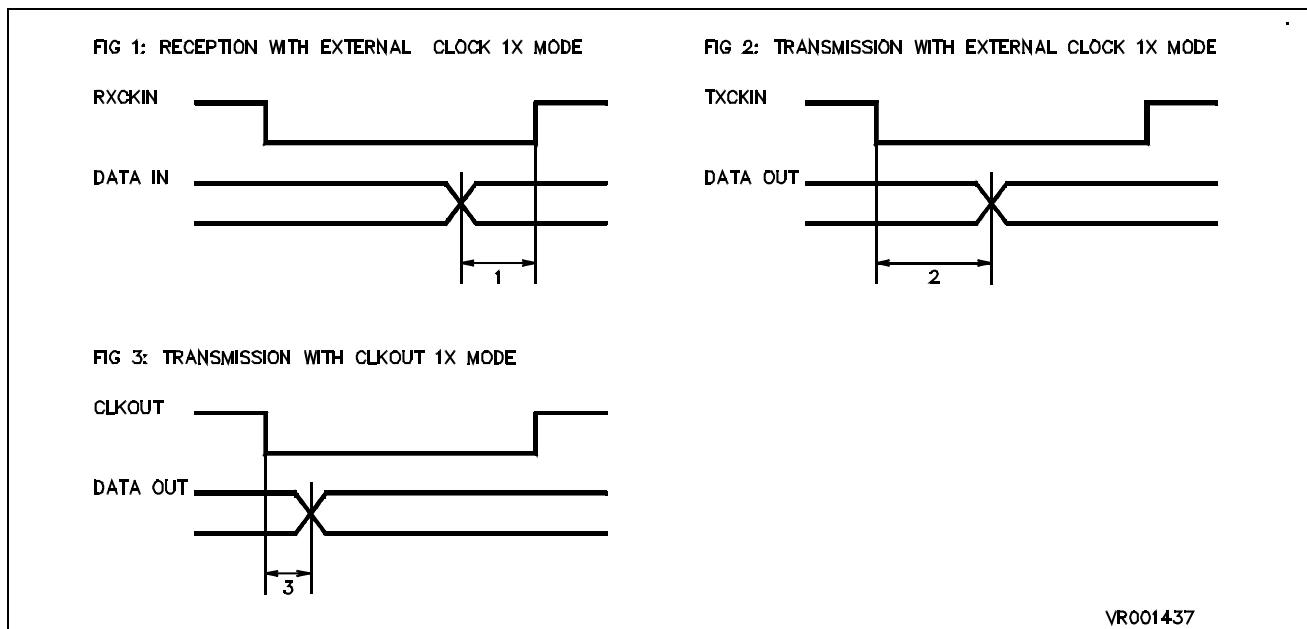 FIG 1: RECEPTION WITH EXTERNAL CLOCK 1X MODE
RXCKIN
DATA IN
1
FIG 2: TRANSMISSION WITH EXTERNAL CLOCK 1X MODE
TXCKIN
DATA OUT
2
FIG 3: TRANSMISSION WITH CLKOUT 1X MODE
CLKOUT
DATA OUT
3
VR001437